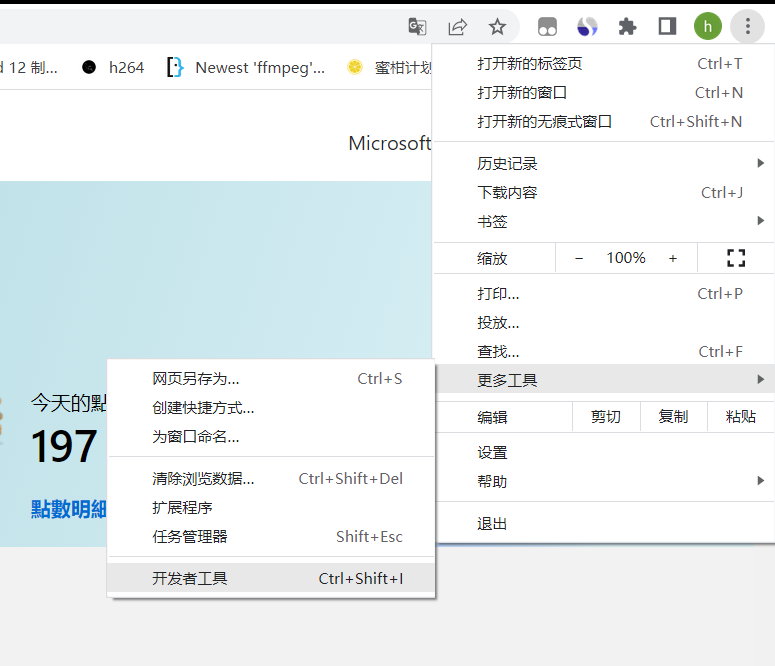 h
d 12 制... h264 Newest 'ffmpeg'... 蜜柑计划
Microsoft
打开新的标签页 Ctrl+T
打开新的窗口 Ctrl+N
打开新的无痕式窗口 Ctrl+Shift+N
历史记录
下载内容 Ctrl+J
书签
缩放 − 100% +
打印... Ctrl+P
投放...
查找... Ctrl+F
更多工具
编辑 剪切 复制 粘贴
设置
帮助
退出
网页另存为... Ctrl+S
创建快捷方式...
为窗口命名...
清除浏览数据... Ctrl+Shift+Del
扩展程序
任务管理器 Shift+Esc
开发者工具 Ctrl+Shift+I
今天的點
197
點數明細